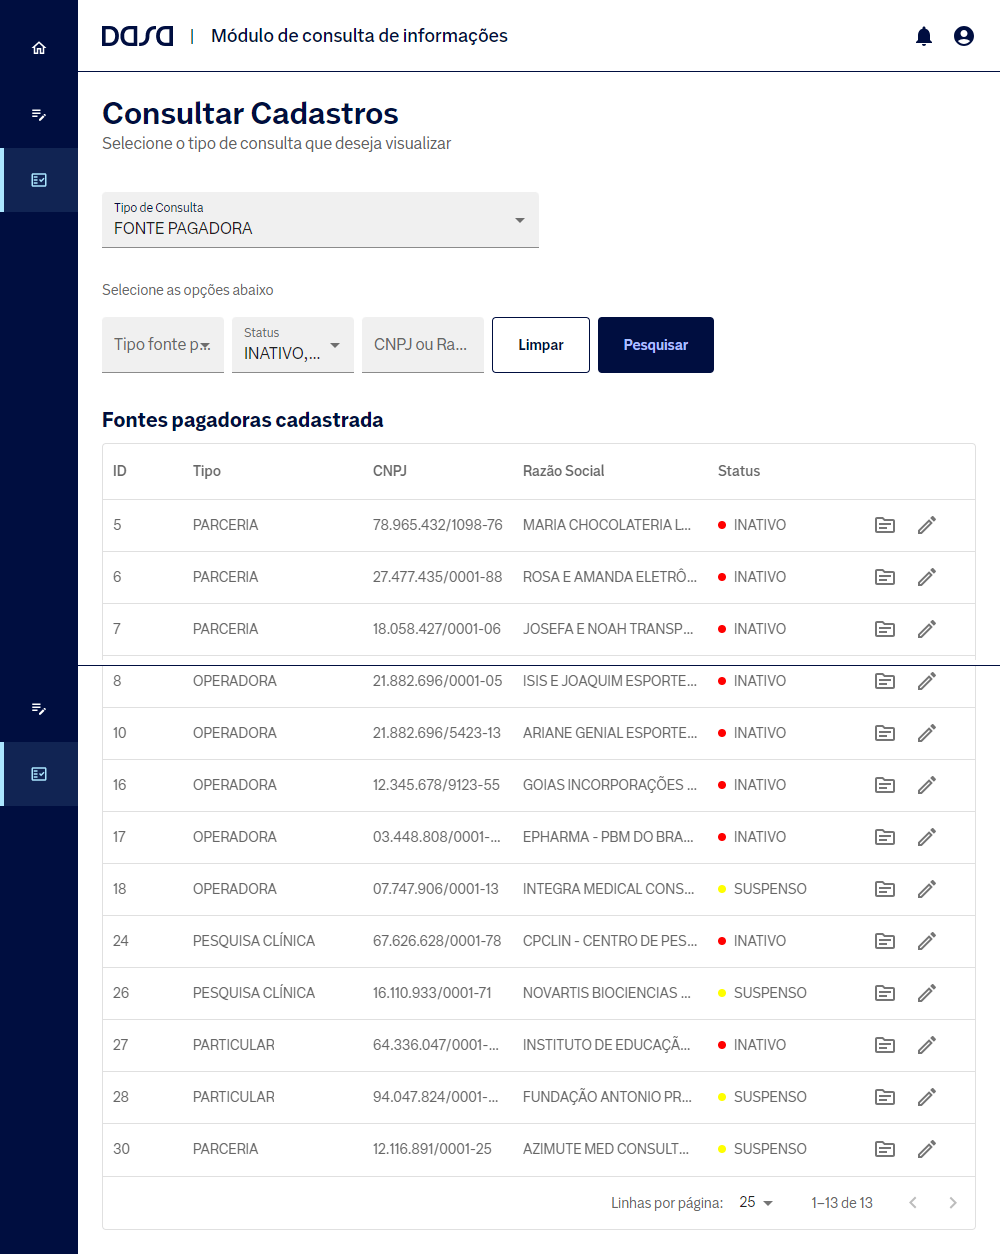 DASA | Módulo de consulta de informações
Consultar Cadastros
Selecione o tipo de consulta que deseja visualizar
Tipo de Consulta
FONTE PAGADORA
Selecione as opções abaixo
Tipo fonte p...
Status
INATIVO,...
CNPJ ou Ra...
Limpar
Pesquisar
Fontes pagadoras cadastrada
ID Tipo CNPJ Razão Social Status
5 PARCERIA 78.965.432/1098-76 MARIA CHOCOLATERIA L... INATIVO
6 PARCERIA 27.477.435/0001-88 ROSA E AMANDA ELETRÔ... INATIVO
7 PARCERIA 18.058.427/0001-06 JOSEFA E NOAH TRANSP... INATIVO
8 OPERADORA 21.882.696/0001-05 ISIS E JOAQUIM ESPORTE... INATIVO
10 OPERADORA 21.882.696/5423-13 ARIANE GENIAL ESPORTE... INATIVO
16 OPERADORA 12.345.678/9123-55 GOIAS INCORPORAÇÕES ... INATIVO
17 OPERADORA 03.448.808/0001-... EPHARMA - PBM DO BRA... INATIVO
18 OPERADORA 07.747.906/0001-13 INTEGRA MEDICAL CONS... SUSPENSO
24 PESQUISA CLÍNICA 67.626.628/0001-78 CPCLIN - CENTRO DE PES... INATIVO
26 PESQUISA CLÍNICA 16.110.933/0001-71 NOVARTIS BIOCIENCIAS ... SUSPENSO
27 PARTICULAR 64.336.047/0001-... INSTITUTO DE EDUCAÇÃ... INATIVO
28 PARTICULAR 94.047.824/0001-... FUNDAÇÃO ANTONIO PR... SUSPENSO
30 PARCERIA 12.116.891/0001-25 AZIMUTE MED CONSULT... SUSPENSO
Linhas por página: 25 1–13 de 13